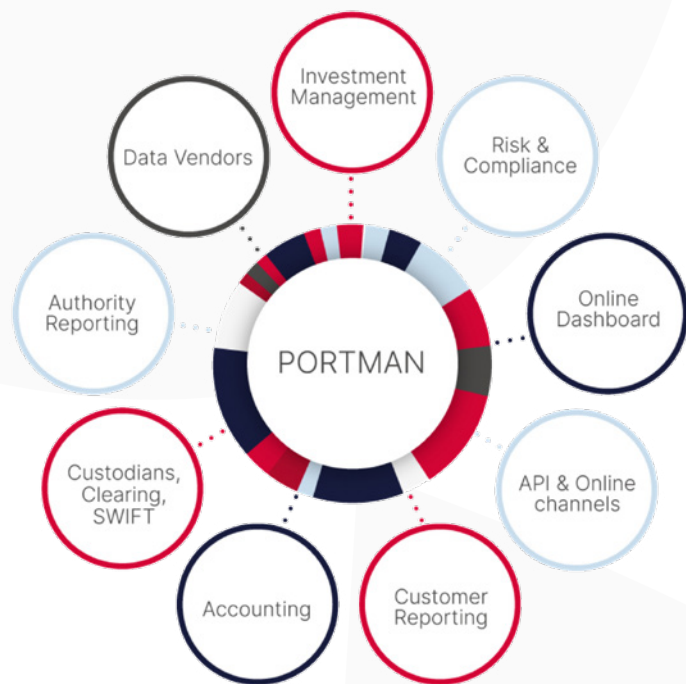 Investment
Management
Risk &
Compliance
Online
Dashboard
API & Online
channels
Customer
Reporting
Accounting
Custodians,
Clearing,
SWIFT
Authority
Reporting
Data Vendors
PORTMAN